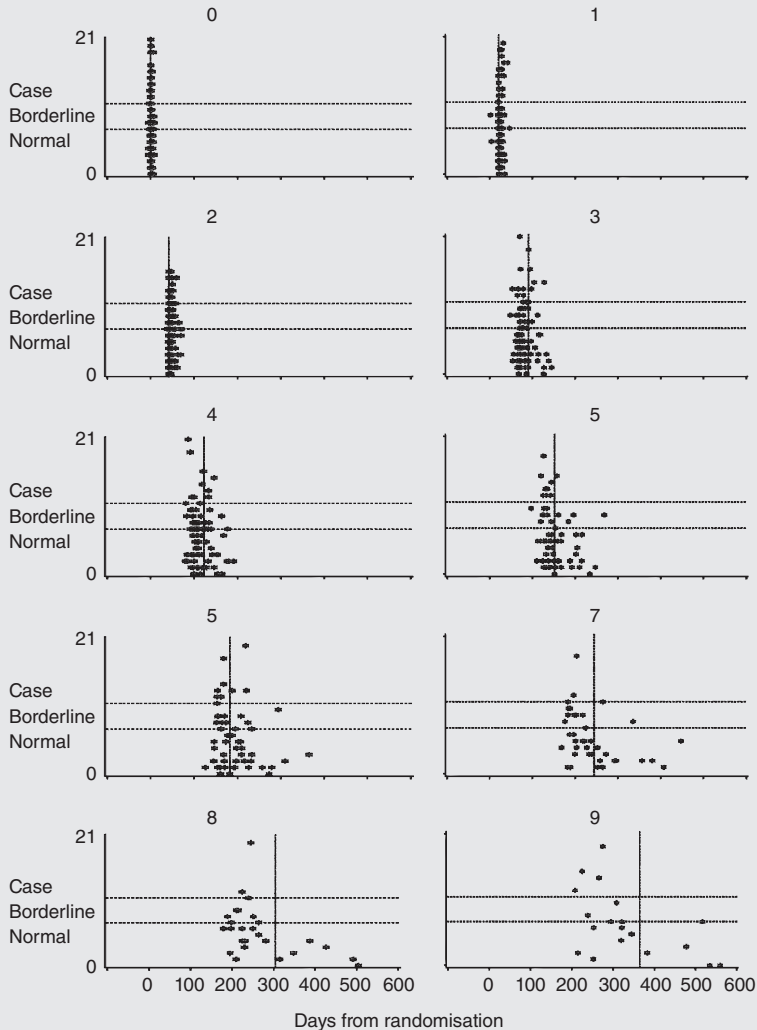 0 1
21
Case
Borderline
Normal
0
2 3
21
Case
Borderline
Normal
0
4 5
21
Case
Borderline
Normal
0
5 7
21
Case
Borderline
Normal
0
8 9
21
Case
Borderline
Normal
0
0 100 200 300 400 500 600 0 100 200 300 400 500 600
Days from randomisation